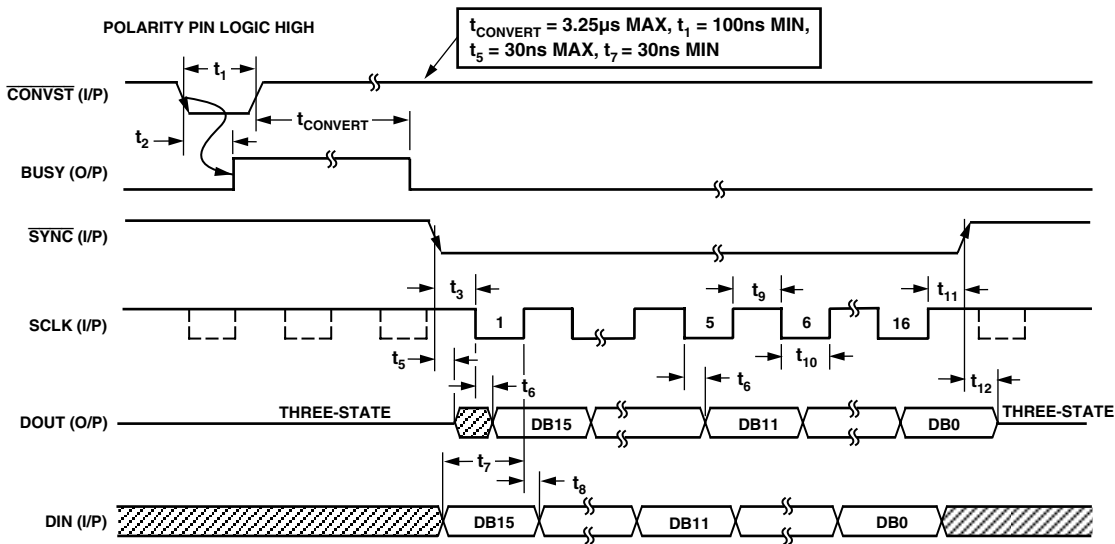 POLARITY PIN LOGIC HIGH
tCONVERT = 3.25µs MAX, t1 = 100ns MIN,
t5 = 30ns MAX, t7 = 30ns MIN
t1
CONVST (I/P)
tCONVERT
t2
BUSY (O/P)
SYNC (I/P)
t3
t9
t11
SCLK (I/P)
1
5
6
16
t5
t10
t6
t6
t12
THREE-STATE
THREE-STATE
DOUT (O/P)
DB15
DB11
DB0
t7
t8
DIN (I/P)
DB15
DB11
DB0